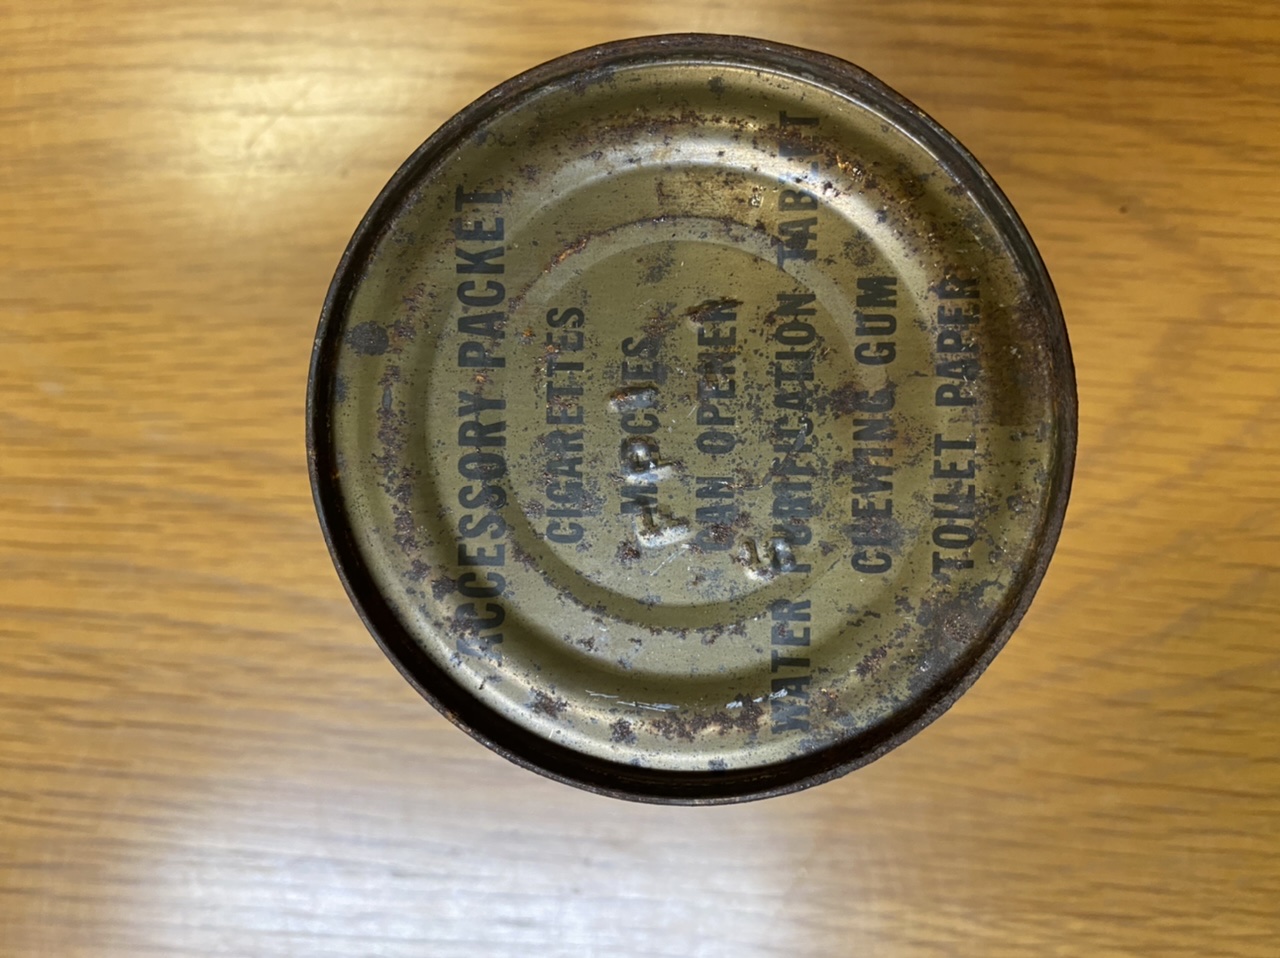 ACCESSORY PACKET
CIGARETTES
MATCHES
CAN OPENER
WATER PURIFICATION TABLET
CHEWING GUM
TOILET PAPER